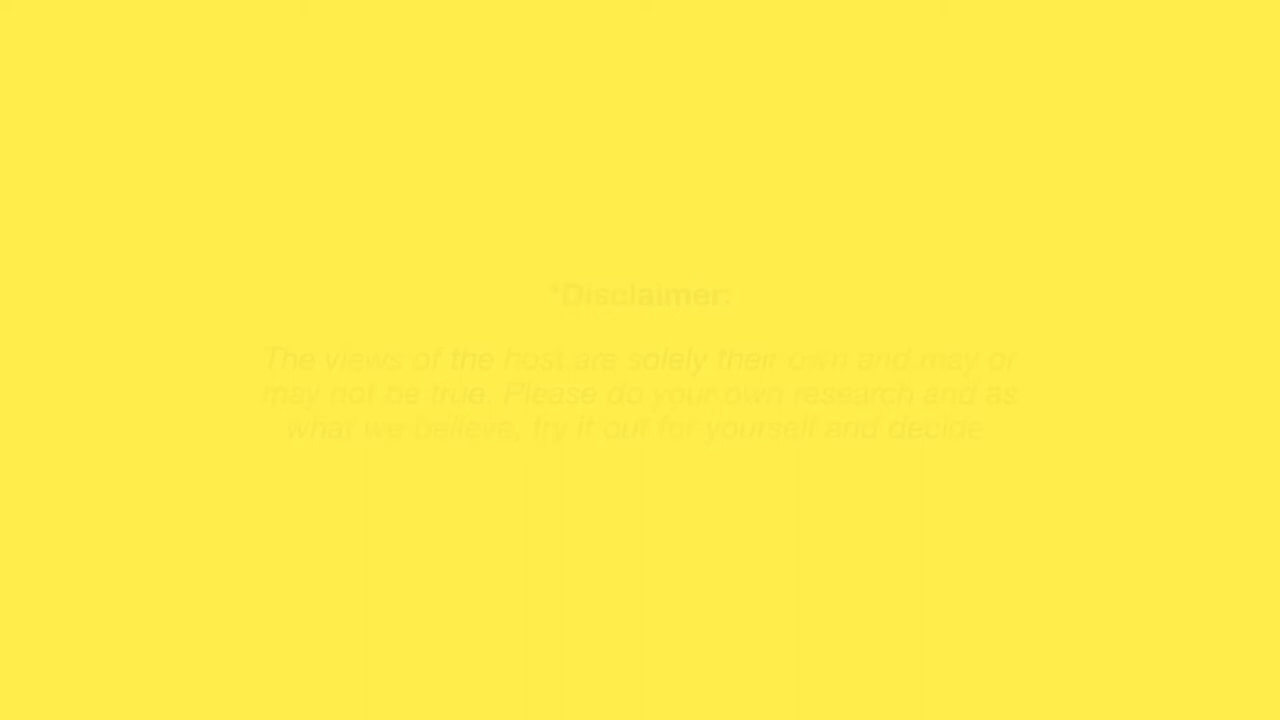 *Disclaimer:
The views of the host are solely their own and may or
may not be true. Please do your own research and as
what we believe, try it out for yourself and decide